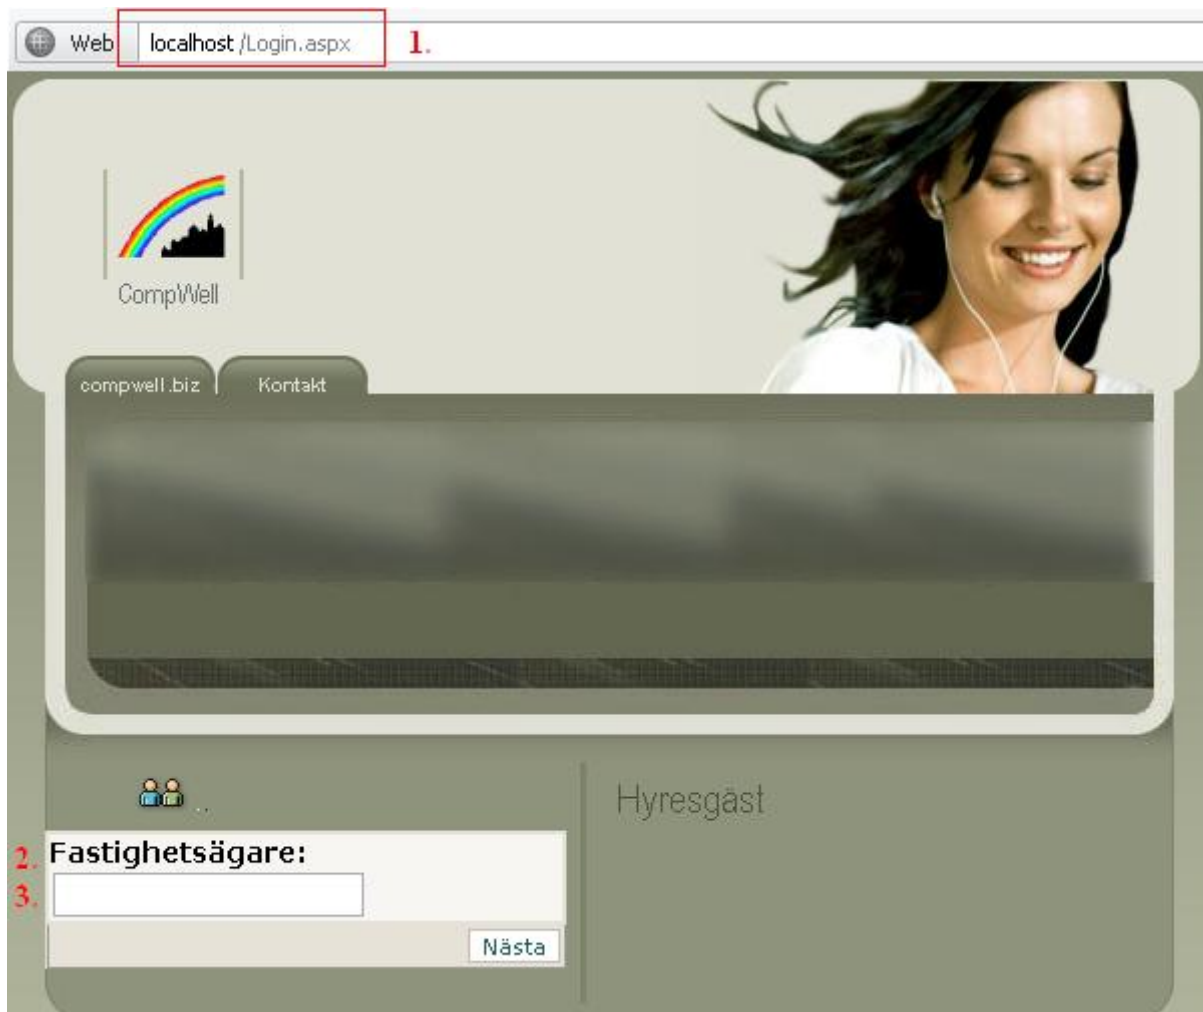 Web localhost /Login.aspx 1.
CompWell
compwell.biz Kontakt
..
Hyresgäst
2. Fastighetsägare:
3.
Nästa